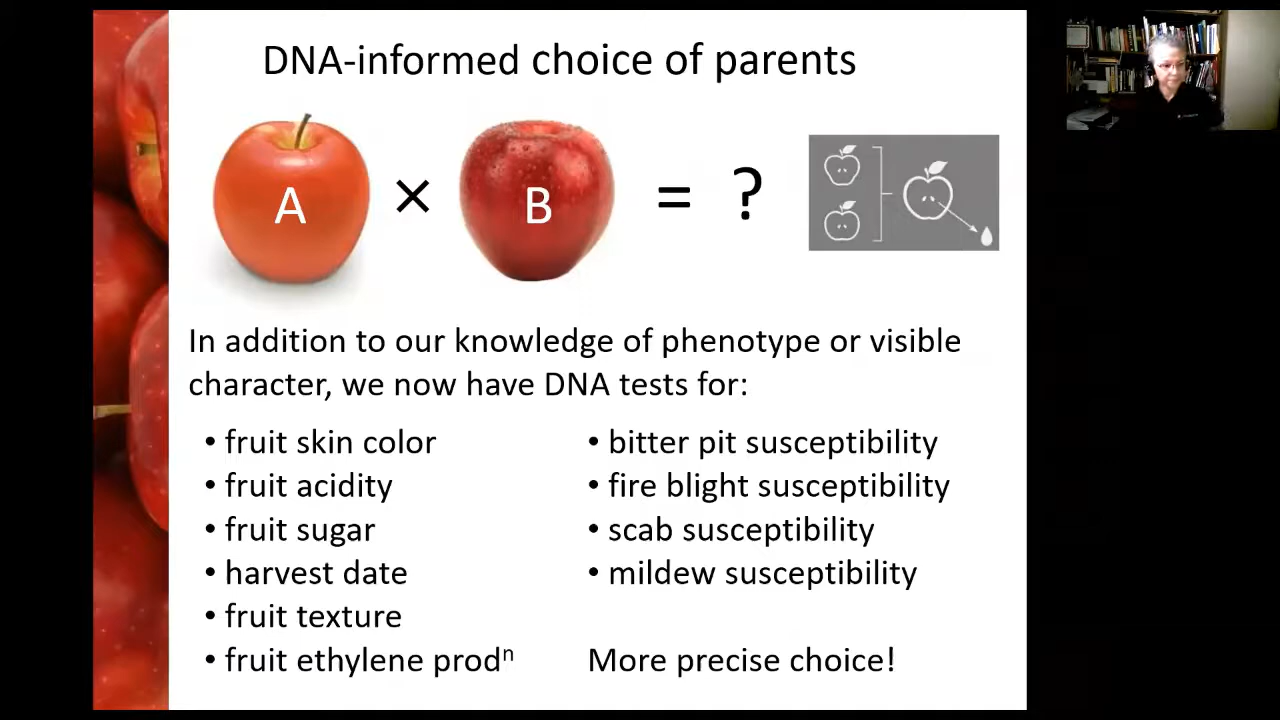 DNA-informed choice of parents
A × B = ?
In addition to our knowledge of phenotype or visible
character, we now have DNA tests for:
• fruit skin color
• fruit acidity
• fruit sugar
• harvest date
• fruit texture
• fruit ethylene prodⁿ
• bitter pit susceptibility
• fire blight susceptibility
• scab susceptibility
• mildew susceptibility
More precise choice!